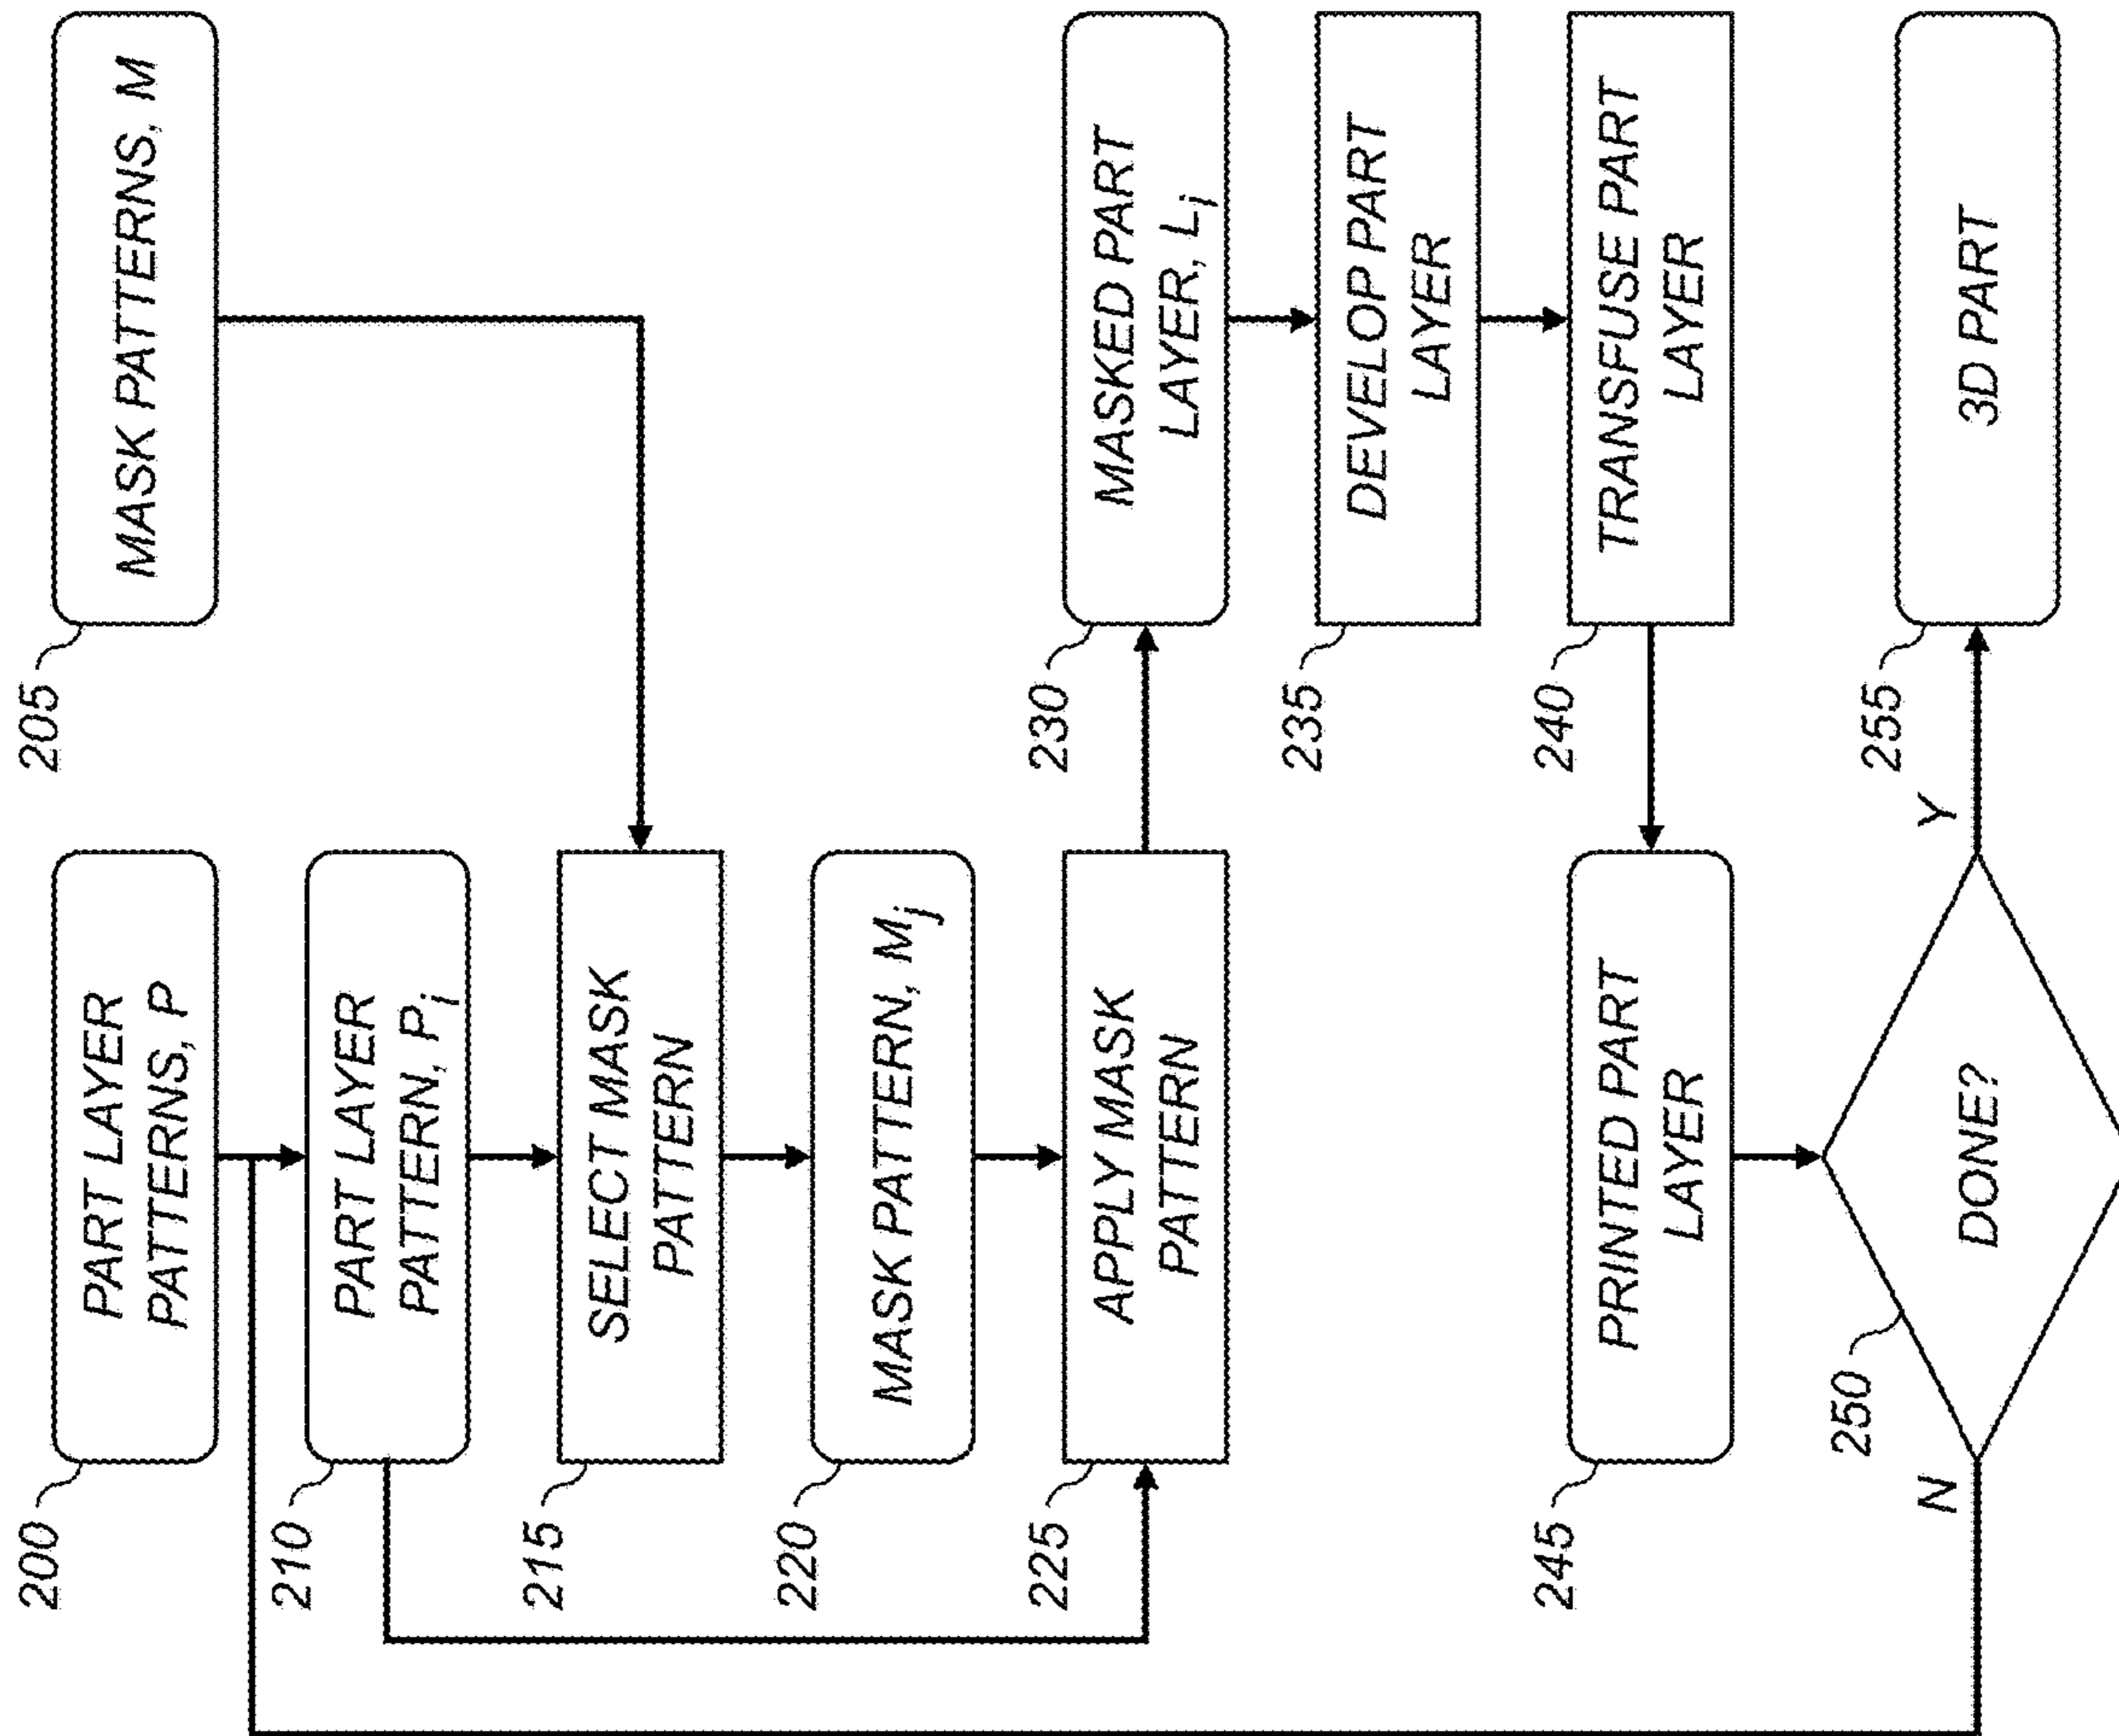 200
PART LAYER
PATTERNS, P
205
MASK PATTERNS, M
210
PART LAYER
PATTERN, Pi
215
SELECT MASK
PATTERN
220
MASK PATTERN, Mj
225
APPLY MASK
PATTERN
230
MASKED PART
LAYER, Li
235
DEVELOP PART
LAYER
240
TRANSFUSE PART
LAYER
245
PRINTED PART
LAYER
250
DONE?
N
Y
255
3D PART